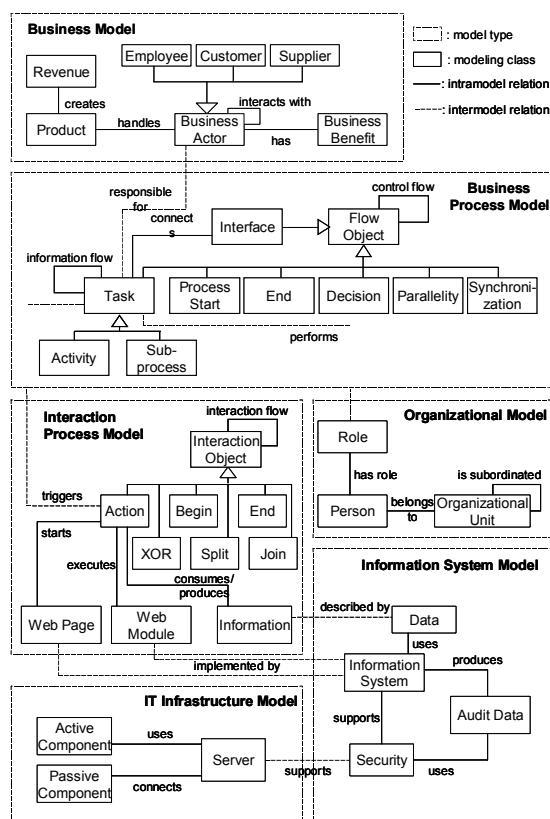 Business Model
Employee
Customer
Supplier
Revenue
creates
Product
handles
Business
Actor
interacts with
has
Business
Benefit
: model type
: modeling class
: intramodel relation
: intermodel relation
responsible
for
connect
s
Interface
Flow
Object
control flow
Business
Process Model
information flow
Task
Process
Start
End
Decision
Parallelity
Synchroni-
zation
performs
Activity
Sub-
process
Interaction
Process Model
interaction flow
Interaction
Object
triggers
Action
Begin
End
starts
XOR
Split
Join
executes
consumes/
produces
Web Page
Web
Module
Information
implemented by
Organizational Model
Role
has role
is subordinated
Person
belongs
to
Organizational
Unit
Information System Model
described by
Data
uses
Information
System
produces
supports
Audit Data
Security
uses
IT Infrastructure Model
Active
Component
uses
Server
Passive
Component
connects
supports